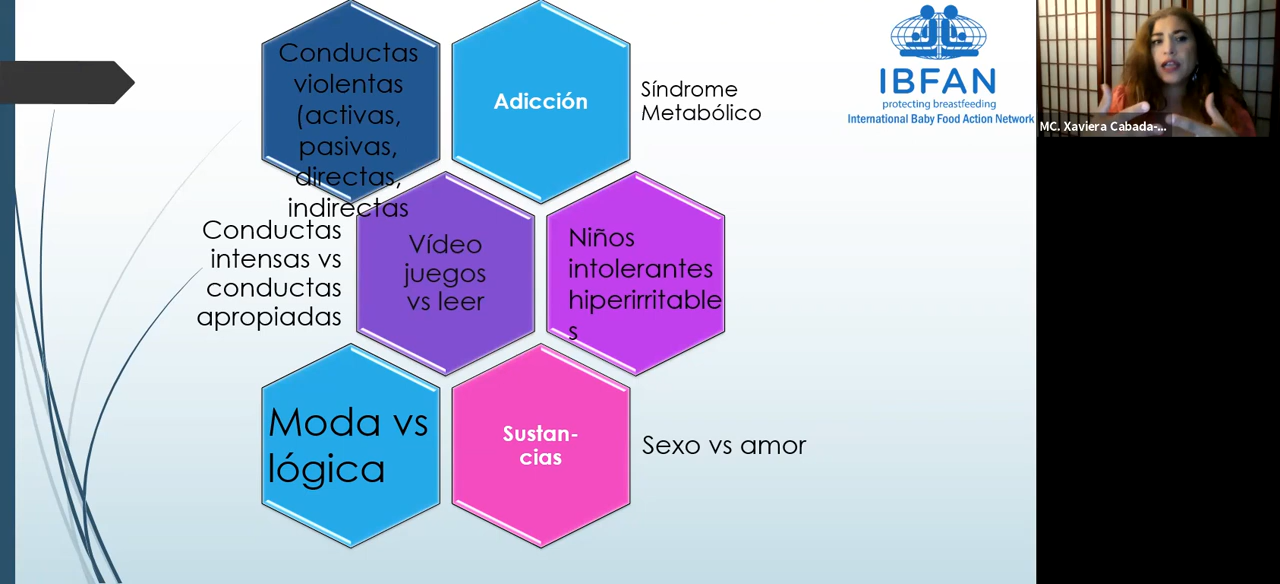 Conductas
violentas
(activas,
pasivas,
directas,
indirectas
Adicción
Síndrome
Metabólico
IBFAN
protecting breastfeeding
International Baby Food Action Network
MC. Xaviera Cabada-...
Conductas
intensas vs
conductas
apropiadas
Vídeo
juegos
vs leer
Niños
intolerantes
hiperirritable
s
Moda vs
lógica
Sustan-
cias
Sexo vs amor